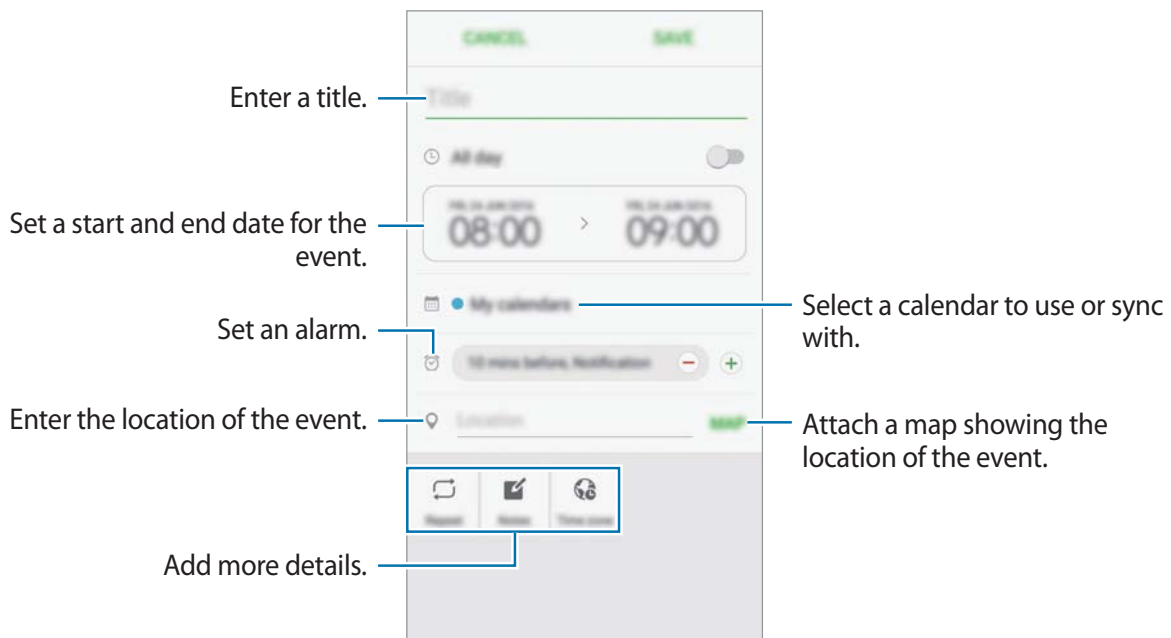 CANCEL SAVE
Enter a title.
Title
All day
Set a start and end date for the
event.
08:00 > 09:00
My calendars
Select a calendar to use or sync
with.
Set an alarm.
10 mins before, Notification
Enter the location of the event.
Location
MAP
Attach a map showing the
location of the event.
Repeat Notes Time zone
Add more details.